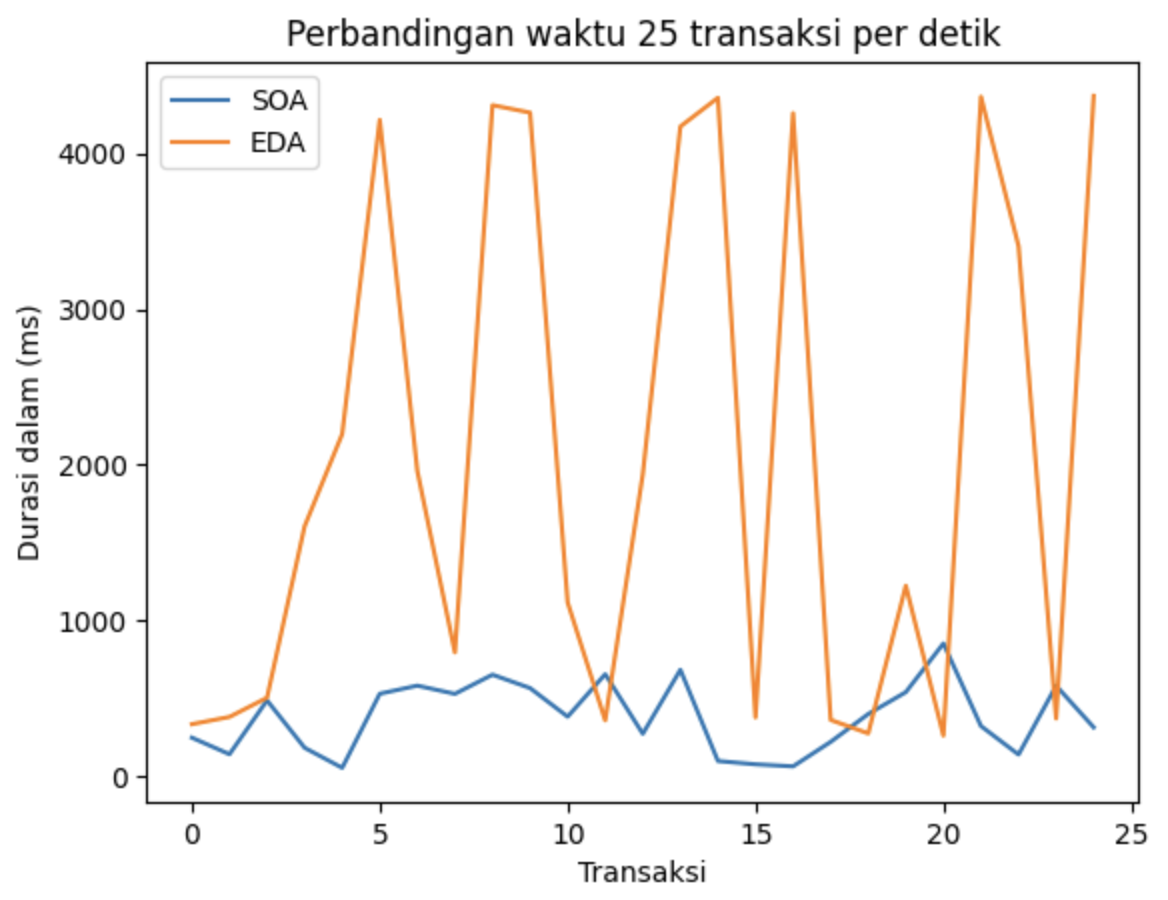 Perbandingan waktu 25 transaksi per detik
SOA
EDA
4000
3000
2000
1000
0
Durasi dalam (ms)
0 5 10 15 20 25
Transaksi